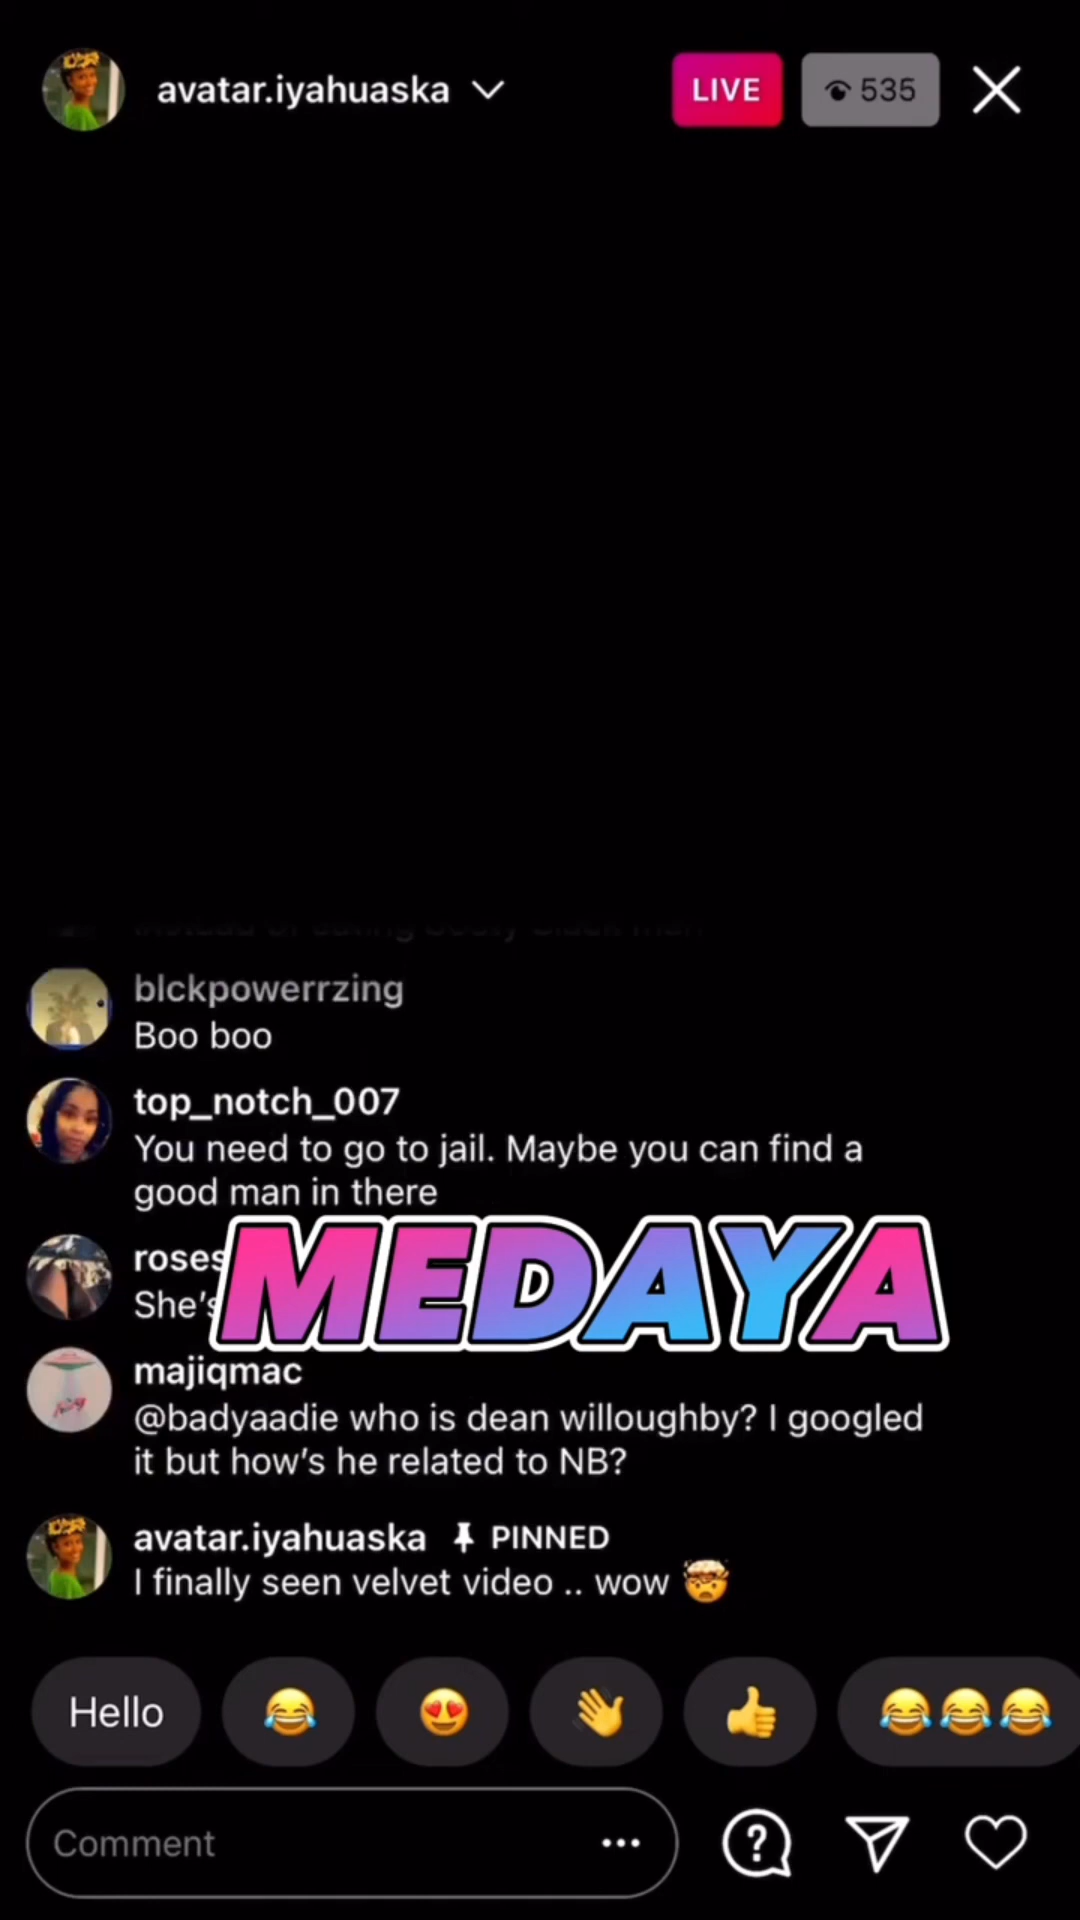 avatar.iyahuaska
LIVE
535
blckpowerrzing
Boo boo
top_notch_007
You need to go to jail. Maybe you can find a
good man in there
roses
She's
MEDAYA
majiqmac
@badyaadie who is dean willoughby? I googled
it but how's he related to NB?
avatar.iyahuaska PINNED
I finally seen velvet video .. wow 🤯
Hello 😂 😍 👋 👍 😂😂😂
Comment